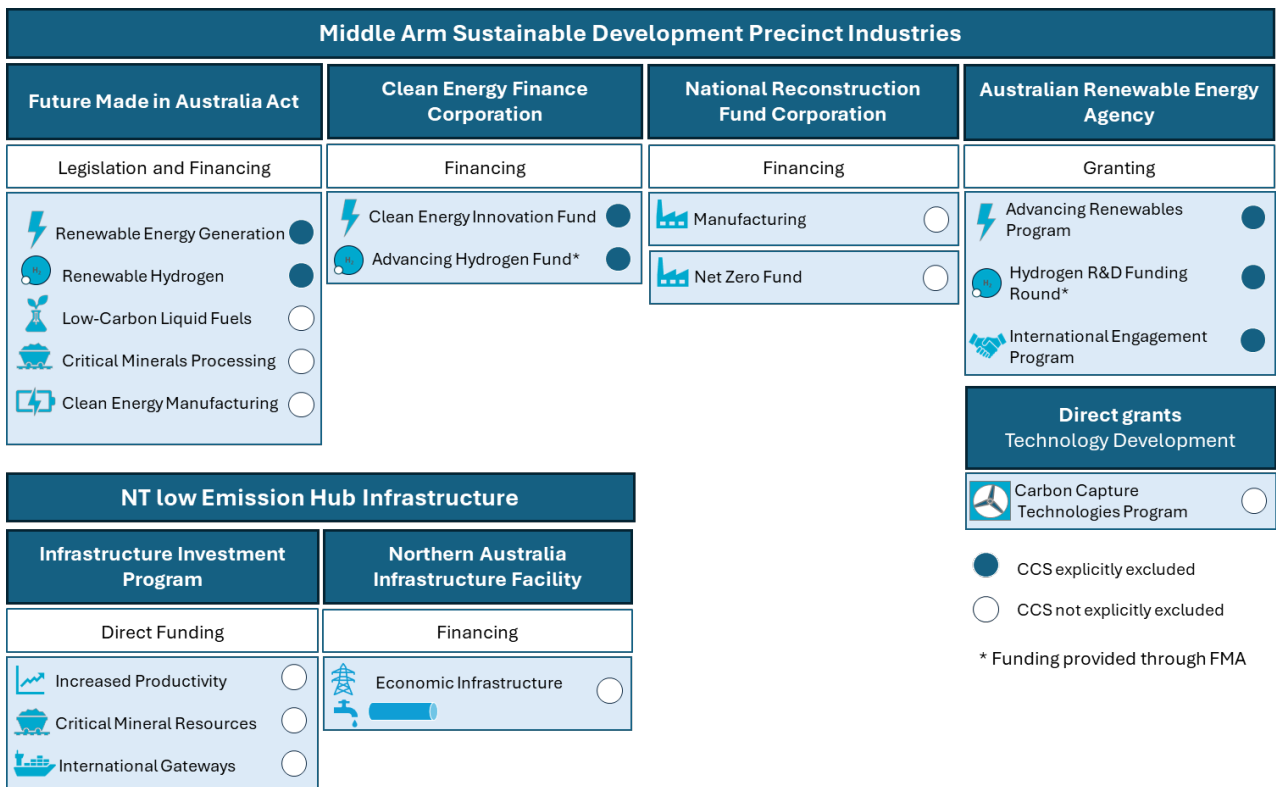 Middle Arm Sustainable Development Precinct Industries
Future Made in Australia Act
Legislation and Financing
Renewable Energy Generation
H₂
Renewable Hydrogen
Low-Carbon Liquid Fuels
Critical Minerals Processing
Clean Energy Manufacturing
Clean Energy Finance
Corporation
Financing
Clean Energy Innovation Fund
H₂
Advancing Hydrogen Fund*
National Reconstruction
Fund Corporation
Financing
Manufacturing
Net Zero Fund
Australian Renewable Energy
Agency
Granting
Advancing Renewables
Program
H₂
Hydrogen R&D Funding
Round*
International Engagement
Program
Direct grants
Technology Development
Carbon Capture
Technologies Program
CCS explicitly excluded
CCS not explicitly excluded
* Funding provided through FMA
NT low Emission Hub Infrastructure
Infrastructure Investment
Program
Direct Funding
Increased Productivity
Critical Mineral Resources
International Gateways
Northern Australia
Infrastructure Facility
Financing
Economic Infrastructure